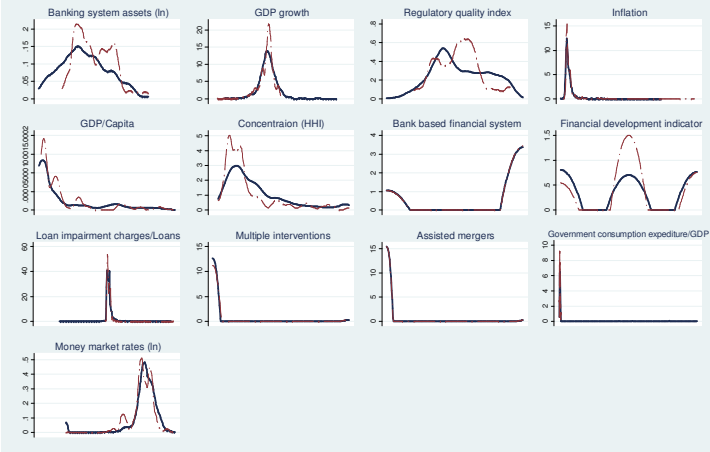 Banking system assets (ln)
GDP growth
Regulatory quality index
Inflation
0 .05 .1 .15 .2
0 5 10 15 20
0 .2 .4 .6 .8
0 5 10 15
GDP/Capita
Concentraion (HHI)
Bank based financial system
Financial development indicator
0 1 2 3 4 5
0 1 2 3 4
0 .5 1 1.5
Loan impairment charges/Loans
Multiple interventions
Assisted mergers
Government consumption expediture/GDP
0 20 40 60
0 5 10 15
0 5 10 15
0 2 4 6 8 10
Money market rates (ln)
0 .1 .2 .3 .4 .5